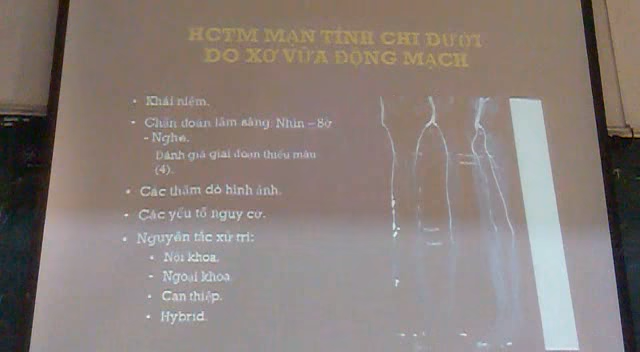 HCTM MẠN TÍNH CHI DƯỚI
DO XƠ VỮA ĐỘNG MẠCH
• Khái niệm.
- Chẩn đoán lâm sàng: Nhìn – Sờ
- Nghe.
Đánh giá giai đoạn thiếu máu
(4).
• Các thăm dò hình ảnh.
- Các yếu tố nguy cơ.
• Nguyên tắc xử trí:
• Nội khoa.
- Ngoại khoa
• Can thiệp.
• Hybrid.